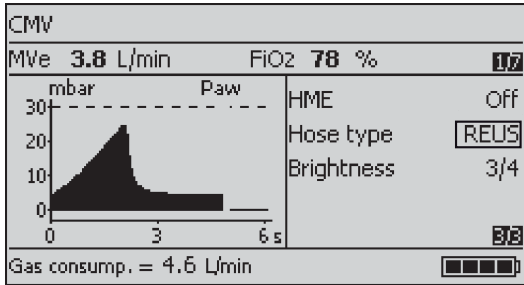 CMV
MVe 3.8 L/min FiO2 78 % 1/7
mbar Paw
30
20
10
0
0 3 6 s
HME Off
Hose type REUS
Brightness 3/4
3/3
Gas consump. = 4.6 L/min